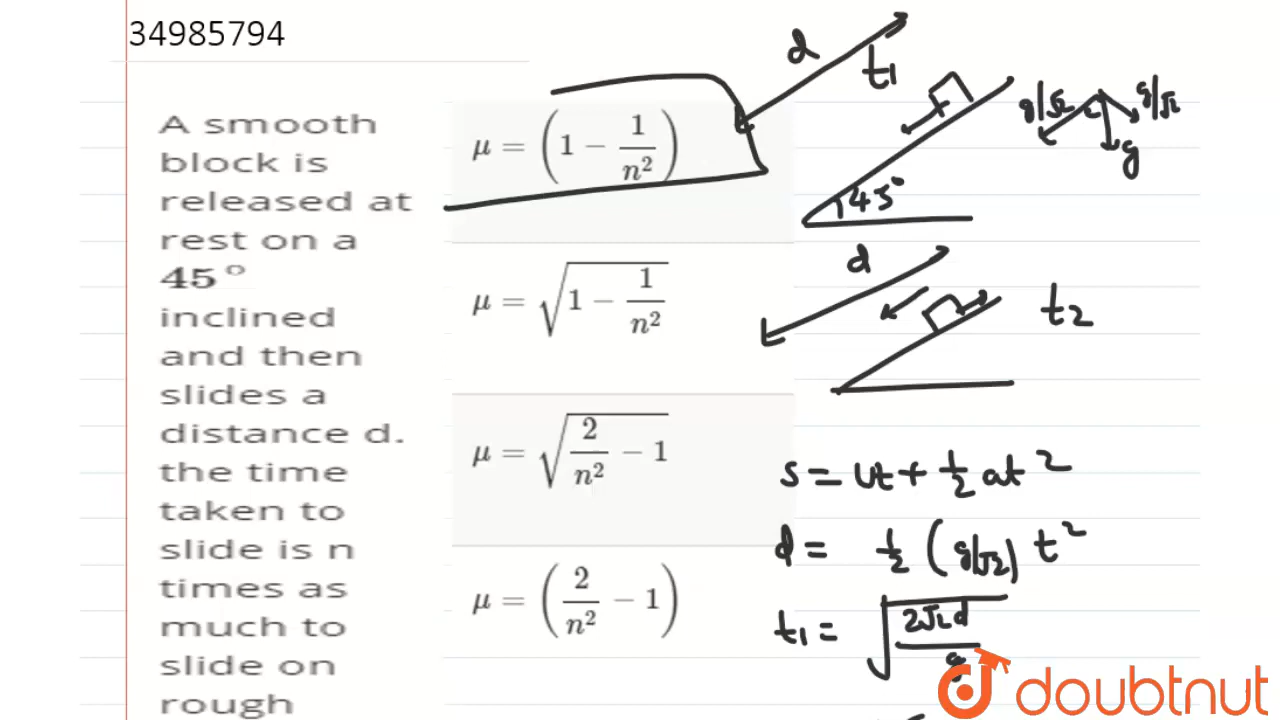 34985794
A smooth
block is
released at
rest on a
45°
inclined
and then
slides a
distance d.
the time
taken to
slide is n
times as
much to
slide on
rough
μ = (1 − 1/n²)
μ = √(1 − 1/n²)
μ = √(2/n² − 1)
μ = (2/n² − 1)
d
t1
45°
g/√2
g/√2
g
d
t2
s = ut + 1/2 at²
d = 1/2 (g/√2) t²
t1 = √(2√2d/g)
doubtnut